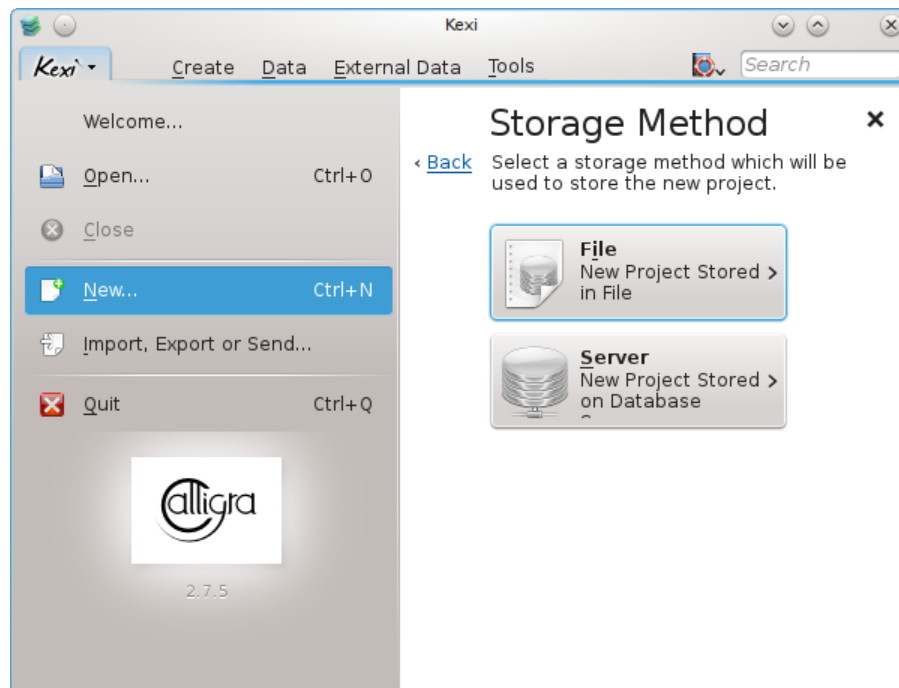 Kexi
Kexi
Create Data External Data Tools
Search
Welcome...
Open... Ctrl+O
Close
New... Ctrl+N
Import, Export or Send...
Quit Ctrl+Q
Calligra
2.7.5
Storage Method
‹ Back
Select a storage method which will be
used to store the new project.
File
New Project Stored
in File
Server
New Project Stored
on Database